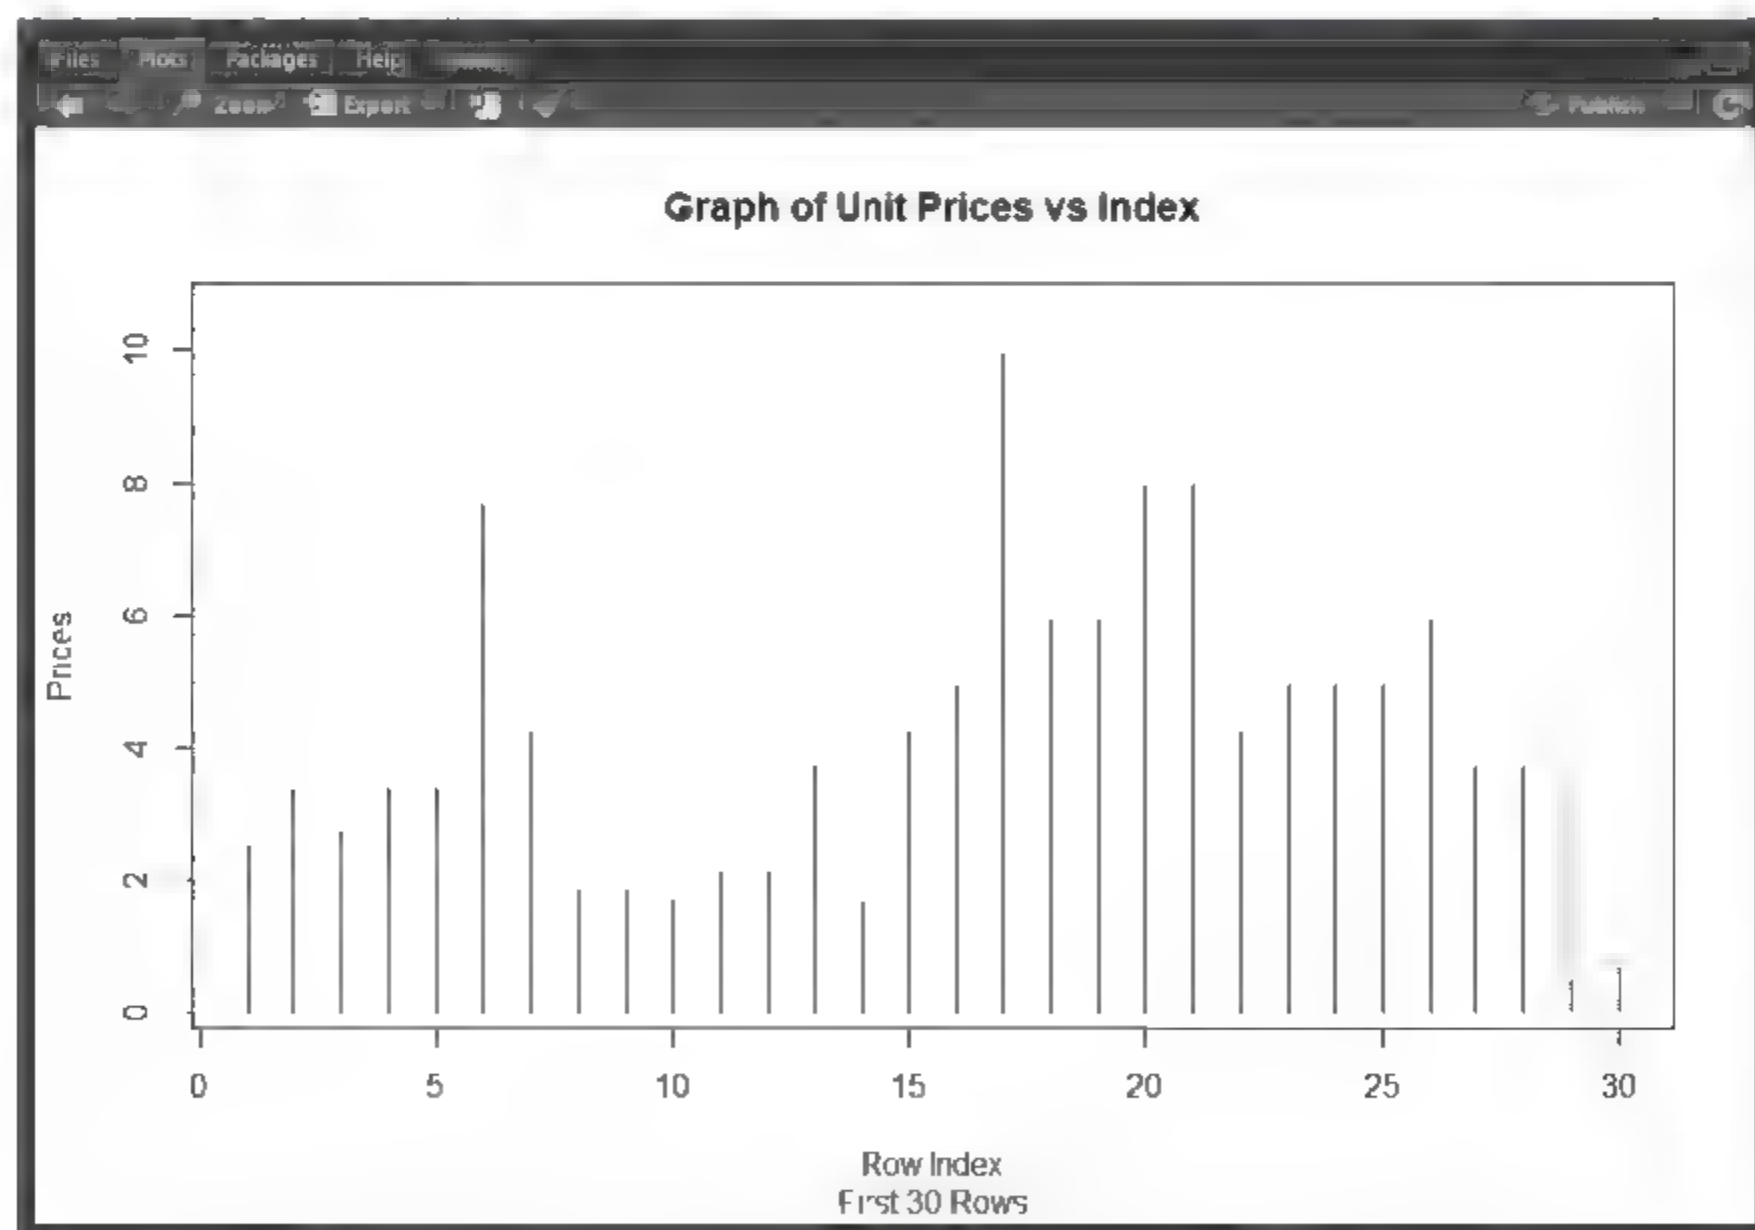 Files Plots Packages Help
Zoom Export Publish
Graph of Unit Prices vs Index
Prices
10
8
6
4
2
0
0 5 10 15 20 25 30
Row Index
First 30 Rows